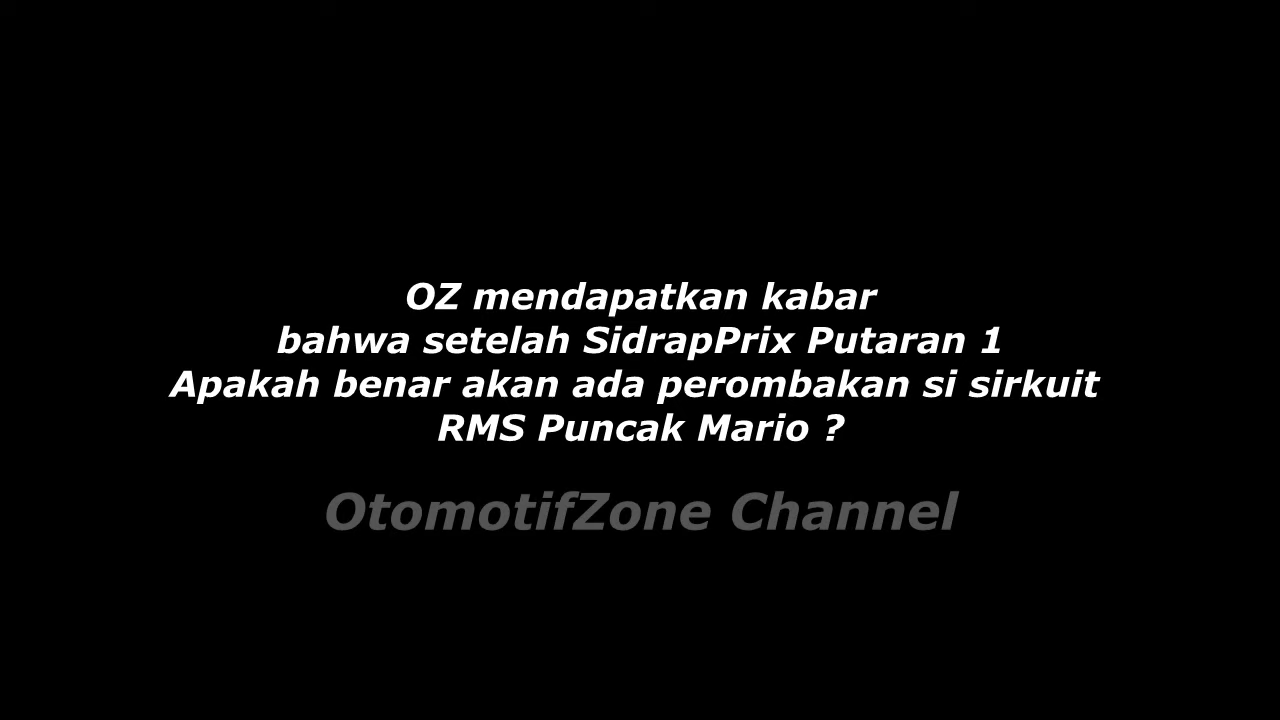 OZ mendapatkan kabar
bahwa setelah SidrapPrix Putaran 1
Apakah benar akan ada perombakan si sirkuit
RMS Puncak Mario ?
OtomotifZone Channel